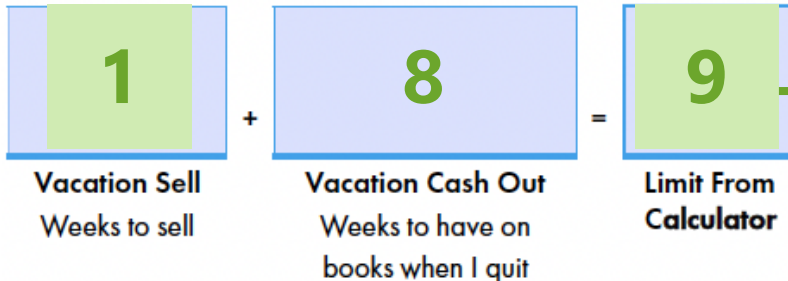 1 + 8 = 9
Vacation Sell
Weeks to sell
Vacation Cash Out
Weeks to have on
books when I quit
Limit From
Calculator